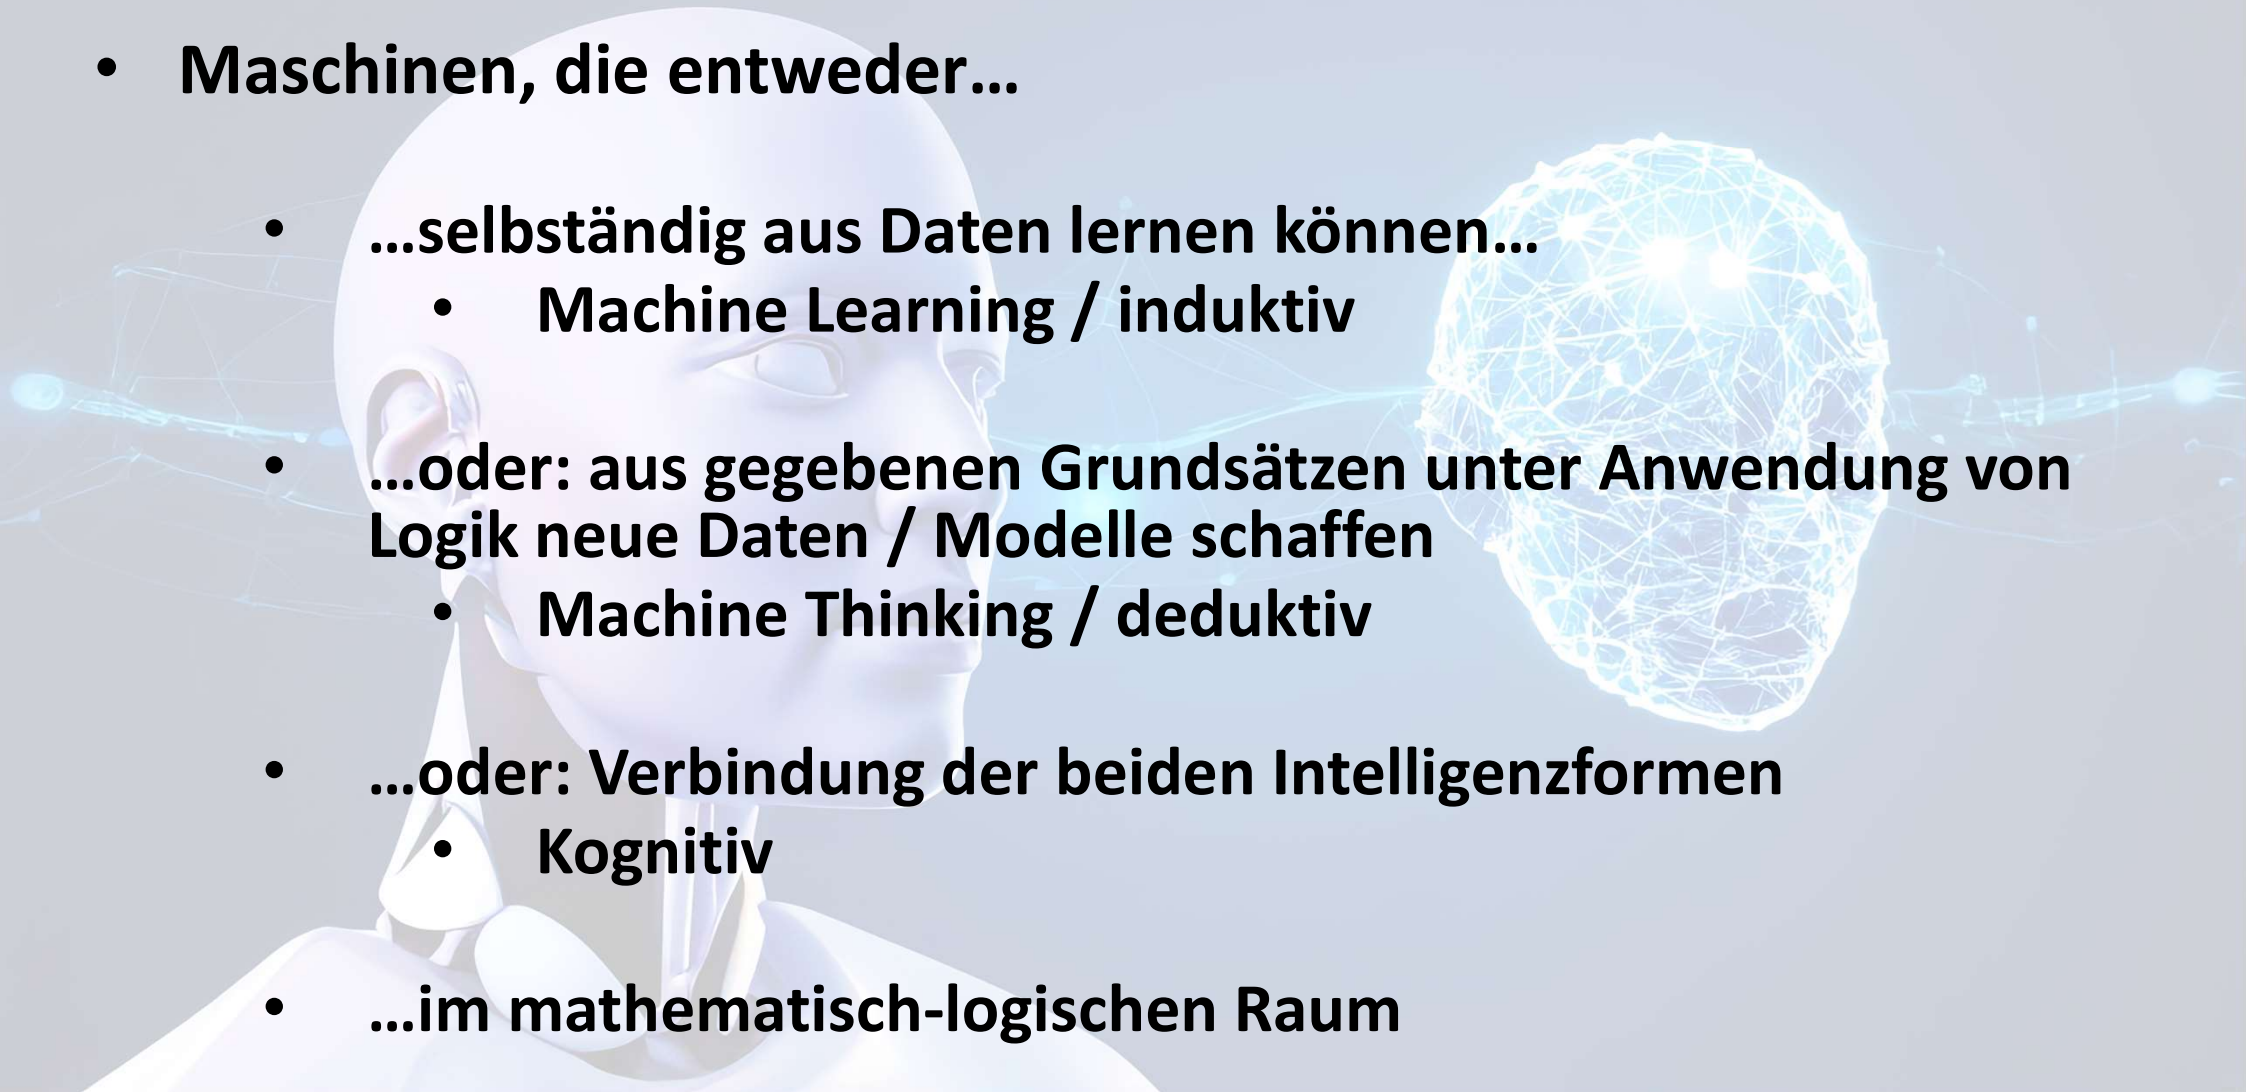 • Maschinen, die entweder…
• …selbständig aus Daten lernen können…
• Machine Learning / induktiv
• …oder: aus gegebenen Grundsätzen unter Anwendung von
Logik neue Daten / Modelle schaffen
• Machine Thinking / deduktiv
• …oder: Verbindung der beiden Intelligenzformen
• Kognitiv
• …im mathematisch-logischen Raum